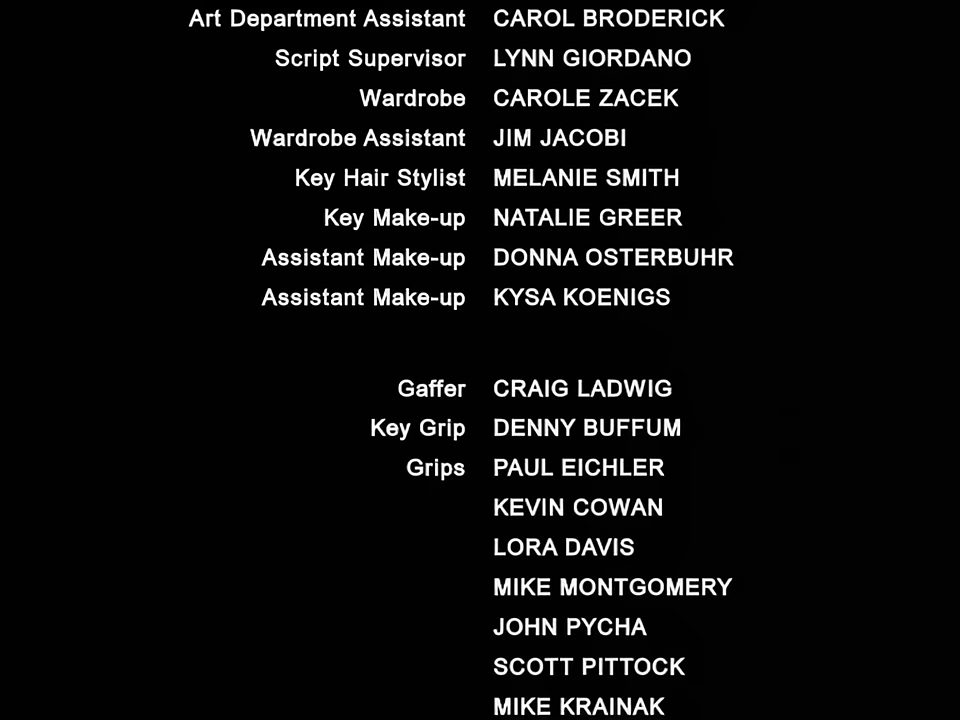 Art Department Assistant CAROL BRODERICK
Script Supervisor LYNN GIORDANO
Wardrobe CAROLE ZACEK
Wardrobe Assistant JIM JACOBI
Key Hair Stylist MELANIE SMITH
Key Make-up NATALIE GREER
Assistant Make-up DONNA OSTERBUHR
Assistant Make-up KYSA KOENIGS
Gaffer CRAIG LADWIG
Key Grip DENNY BUFFUM
Grips PAUL EICHLER
KEVIN COWAN
LORA DAVIS
MIKE MONTGOMERY
JOHN PYCHA
SCOTT PITTOCK
MIKE KRAINAK